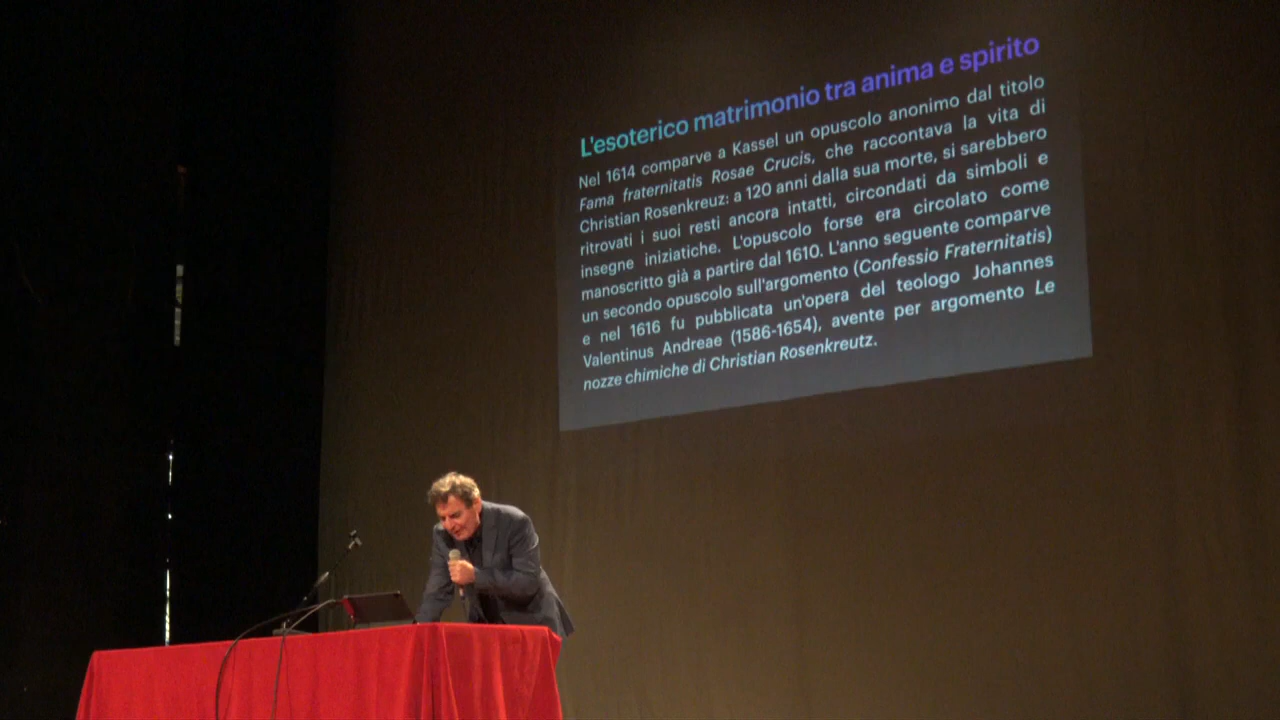 L'esoterico matrimonio tra anima e spirito
Nel 1614 comparve a Kassel un opuscolo anonimo dal titolo
Fama fraternitatis Rosae Crucis, che raccontava la vita di
Christian Rosenkreuz: a 120 anni dalla sua morte, si sarebbero
ritrovati i suoi resti ancora intatti, circondati da simboli e
insegne iniziatiche. L'opuscolo forse era circolato come
manoscritto già a partire dal 1610. L'anno seguente comparve
un secondo opuscolo sull'argomento (Confessio Fraternitatis)
e nel 1616 fu pubblicata un'opera del teologo Johannes
Valentinus Andreae (1586-1654), avente per argomento Le
nozze chimiche di Christian Rosenkreutz.